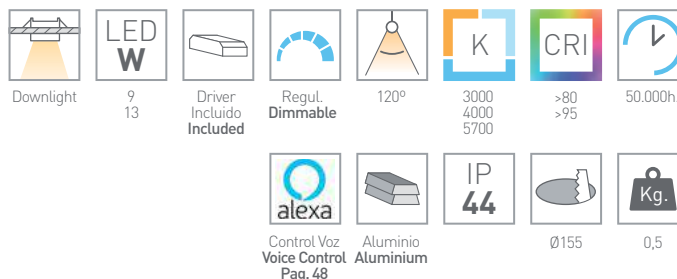 LED
W
K
CRI
Downlight
9
13
Driver
Incluido
Included
Regul.
Dimmable
120º
3000
4000
5700
>80
>95
50.000h
alexa
IP
44
Kg.
Control Voz
Voice Control
Pag. 48
Aluminio
Aluminium
Ø155
0,5